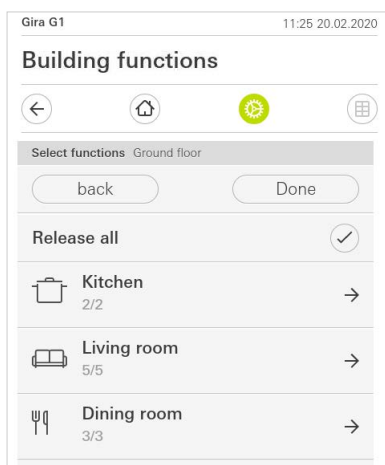 Gira G1 11:25 20.02.2020
Building functions
Select functions Ground floor
back Done
Release all
Kitchen
2/2
Living room
5/5
Dining room
3/3